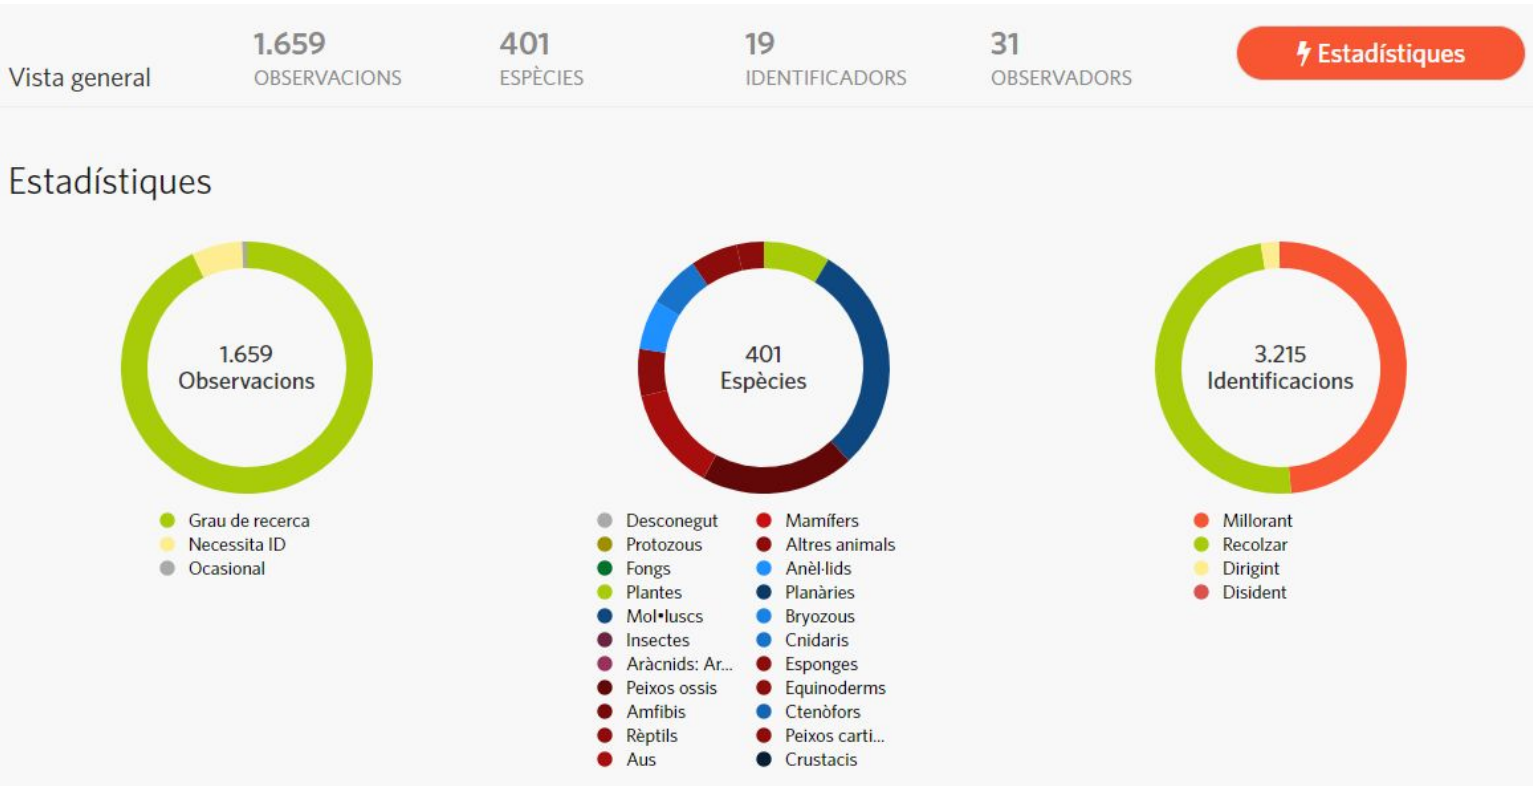 Vista general
1.659
OBSERVACIONS
401
ESPÈCIES
19
IDENTIFICADORS
31
OBSERVADORS
Estadístiques
Estadístiques
1.659
Observacions
Grau de recerca
Necessita ID
Ocasional
401
Espècies
Desconegut
Protozous
Fongs
Plantes
Mol•luscs
Insectes
Aràcnids: Ar...
Peixos ossis
Amfibis
Rèptils
Aus
Mamífers
Altres animals
Anèl·lids
Planàries
Bryozous
Cnidaris
Esponges
Equinoderms
Ctenòfors
Peixos carti...
Crustacis
3.215
Identificacions
Millorant
Recolzar
Dirigint
Disident